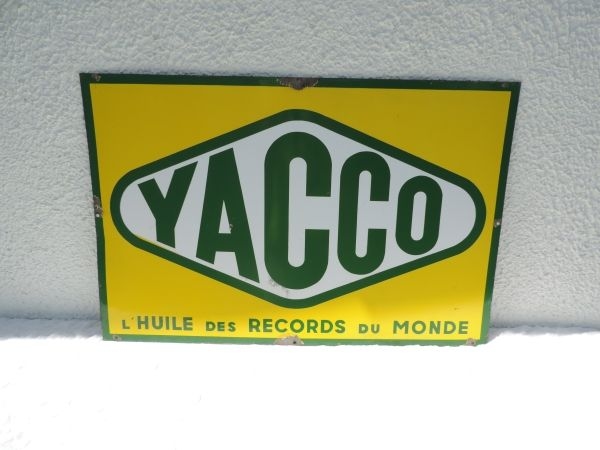 YACCO
L'HUILE DES RECORDS DU MONDE